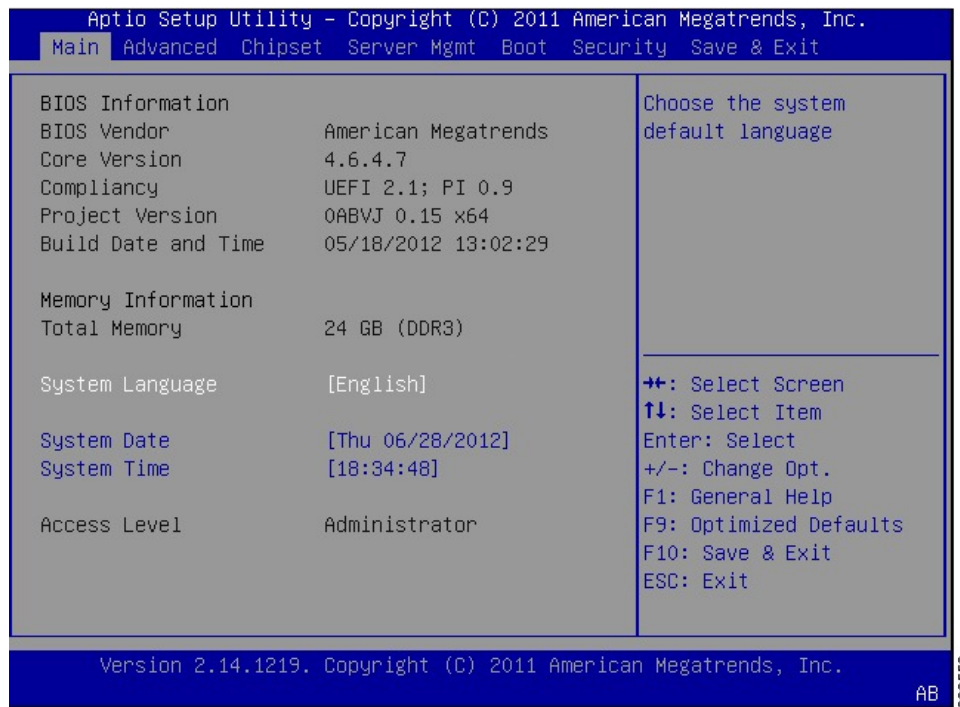 Aptio Setup Utility – Copyright (C) 2011 American Megatrends, Inc.
Main Advanced Chipset Server Mgmt Boot Security Save & Exit
BIOS Information
BIOS Vendor American Megatrends
Core Version 4.6.4.7
Compliancy UEFI 2.1; PI 0.9
Project Version 0ABVJ 0.15 x64
Build Date and Time 05/18/2012 13:02:29
Memory Information
Total Memory 24 GB (DDR3)
System Language [English]
System Date [Thu 06/28/2012]
System Time [18:34:48]
Access Level Administrator
Choose the system
default language
→←: Select Screen
↑↓: Select Item
Enter: Select
+/-: Change Opt.
F1: General Help
F9: Optimized Defaults
F10: Save & Exit
ESC: Exit
Version 2.14.1219. Copyright (C) 2011 American Megatrends, Inc.
AB